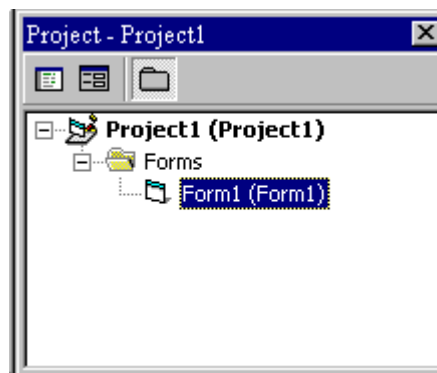 Project - Project1
Project1 (Project1)
Forms
Form1 (Form1)